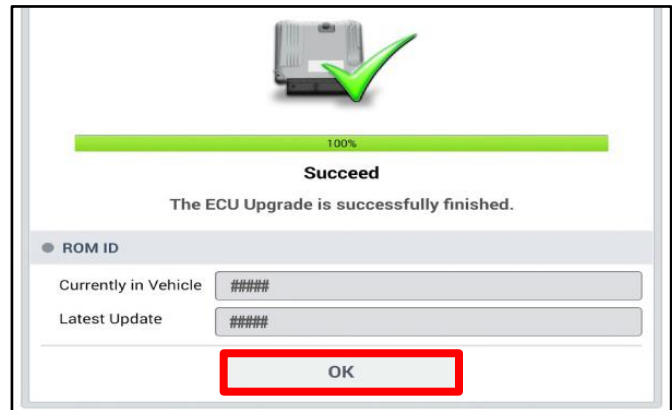 100%
Succeed
The ECU Upgrade is successfully finished.
ROM ID
Currently in Vehicle #####
Latest Update #####
OK